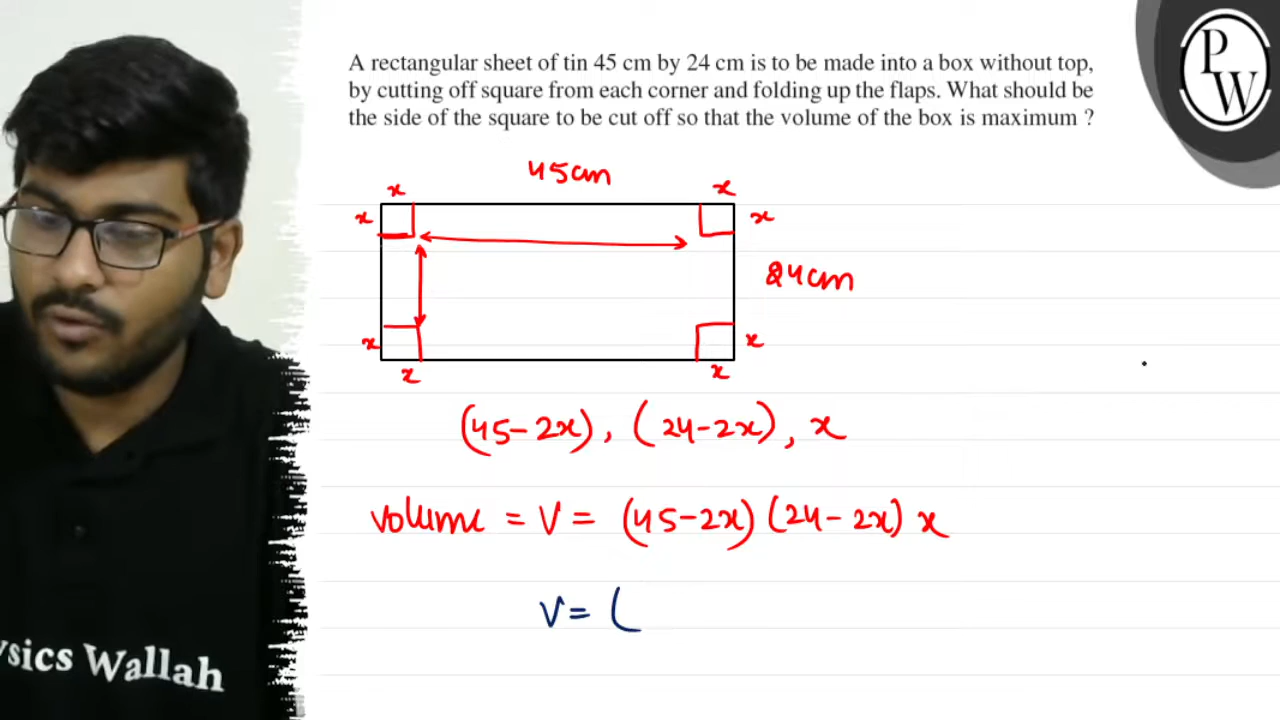 A rectangular sheet of tin 45 cm by 24 cm is to be made into a box without top,
by cutting off square from each corner and folding up the flaps. What should be
the side of the square to be cut off so that the volume of the box is maximum ?
P
W
45cm
x
x
x
x
24cm
x
x
x
x
(45-2x), (24-2x), x
volume = V = (45-2x) (24-2x) x
V = (
ysics Wallah